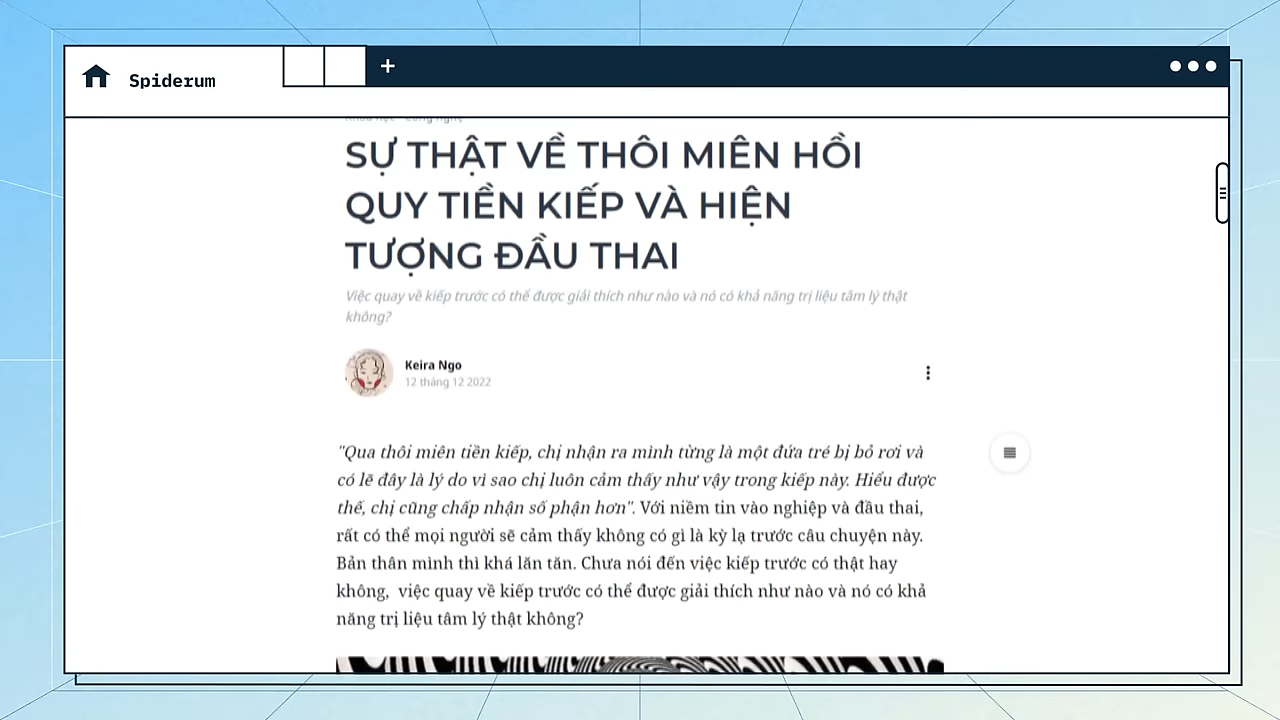 Spiderum
SỰ THẬT VỀ THÔI MIÊN HỒI
QUY TIỀN KIẾP VÀ HIỆN
TƯỢNG ĐẦU THAI
Việc quay về kiếp trước có thể được giải thích như nào và nó có khả năng trị liệu tâm lý thật
không?
Keira Ngo
12 tháng 12 2022
"Qua thôi miên tiền kiếp, chị nhận ra mình từng là một đứa trẻ bị bỏ rơi và
có lẽ đây là lý do vì sao chị luôn cảm thấy như vậy trong kiếp này. Hiểu được
thế, chị cũng chấp nhận số phận hơn". Với niềm tin vào nghiệp và đầu thai,
rất có thể mọi người sẽ cảm thấy không có gì là kỳ lạ trước câu chuyện này.
Bản thân mình thì khá lăn tăn. Chưa nói đến việc kiếp trước có thật hay
không,  việc quay về kiếp trước có thể được giải thích như nào và nó có khả
năng trị liệu tâm lý thật không?